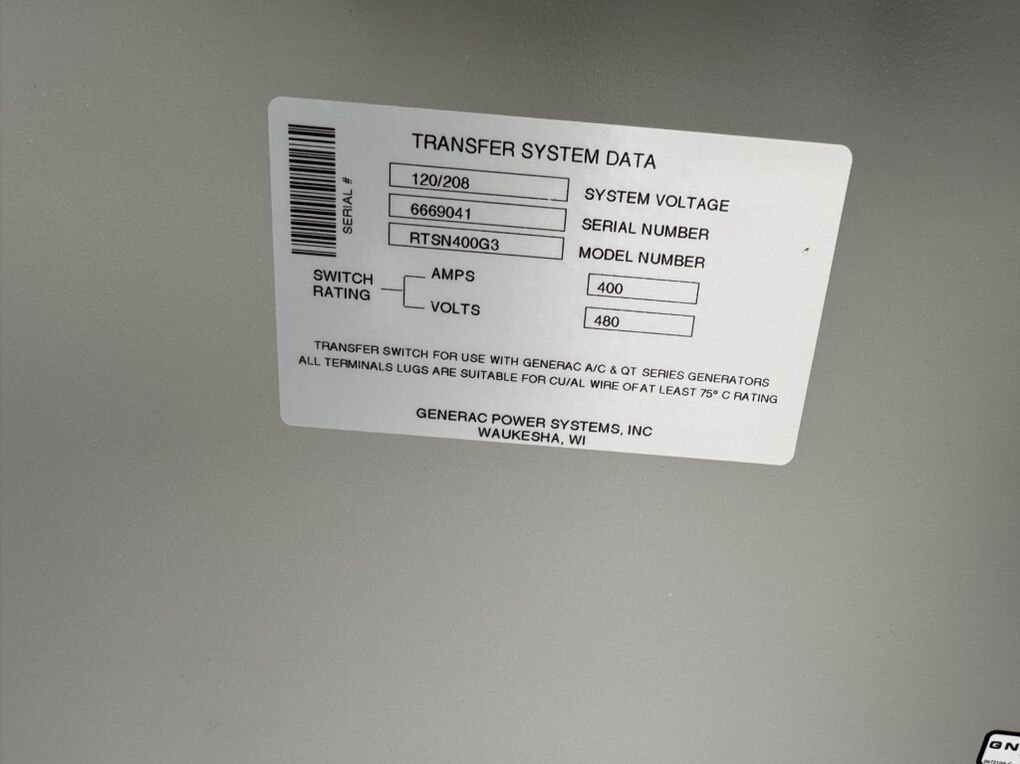 TRANSFER SYSTEM DATA
120/208 SYSTEM VOLTAGE
6669041 SERIAL NUMBER
RTSN400G3 MODEL NUMBER
SERIAL #
SWITCH RATING
AMPS 400
VOLTS 480
TRANSFER SWITCH FOR USE WITH GENERAC A/C & QT SERIES GENERATORS
ALL TERMINALS LUGS ARE SUITABLE FOR CU/AL WIRE OF AT LEAST 75° C RATING
GENERAC POWER SYSTEMS, INC
WAUKESHA, WI
GN